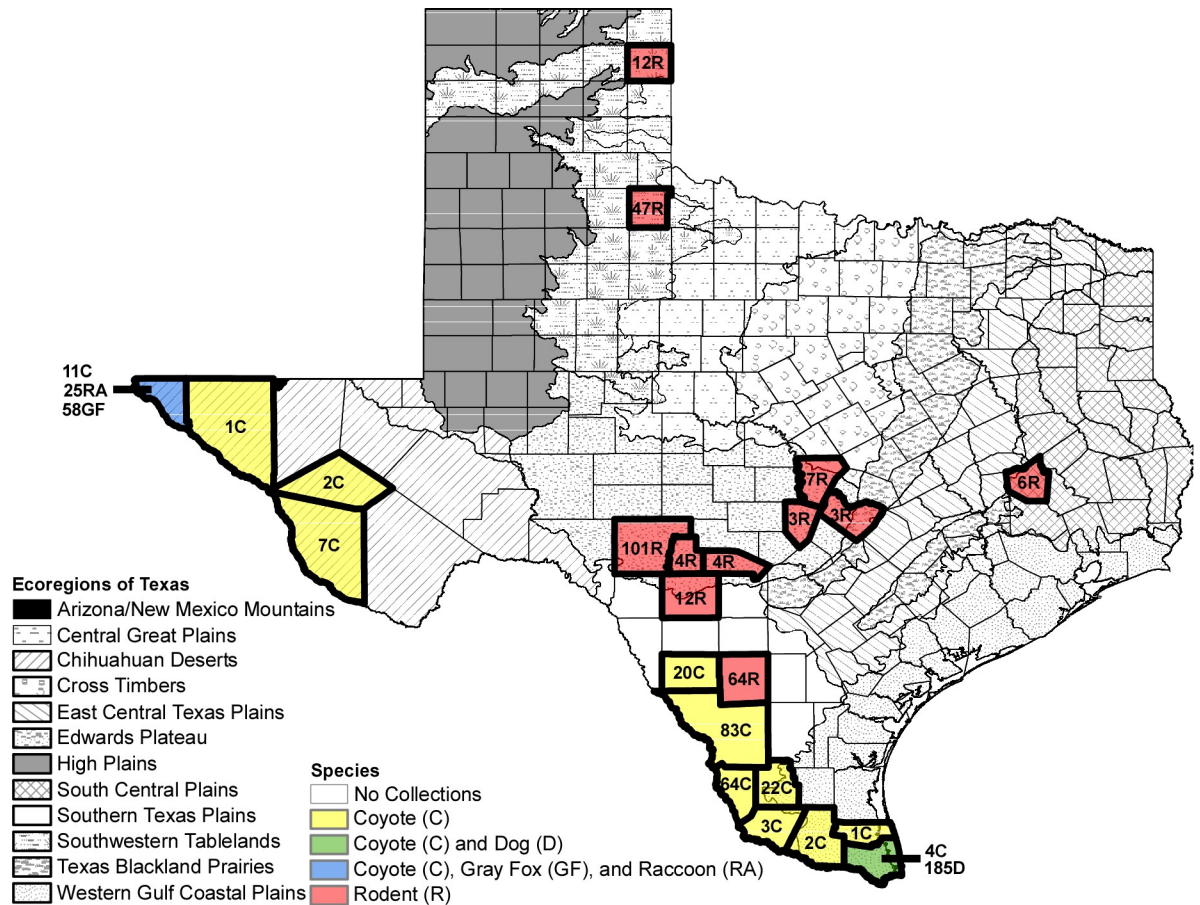 12R
47R
11C
25RA
58GF
1C
2C
7C
7R
3R
3R
6R
101R
4R
4R
12R
20C
64R
83C
64C
22C
3C
2C
1C
4C
185D
Ecoregions of Texas
Arizona/New Mexico Mountains
Central Great Plains
Chihuahuan Deserts
Cross Timbers
East Central Texas Plains
Edwards Plateau
High Plains
South Central Plains
Southern Texas Plains
Southwestern Tablelands
Texas Blackland Prairies
Western Gulf Coastal Plains
Species
No Collections
Coyote (C)
Coyote (C) and Dog (D)
Coyote (C), Gray Fox (GF), and Raccoon (RA)
Rodent (R)